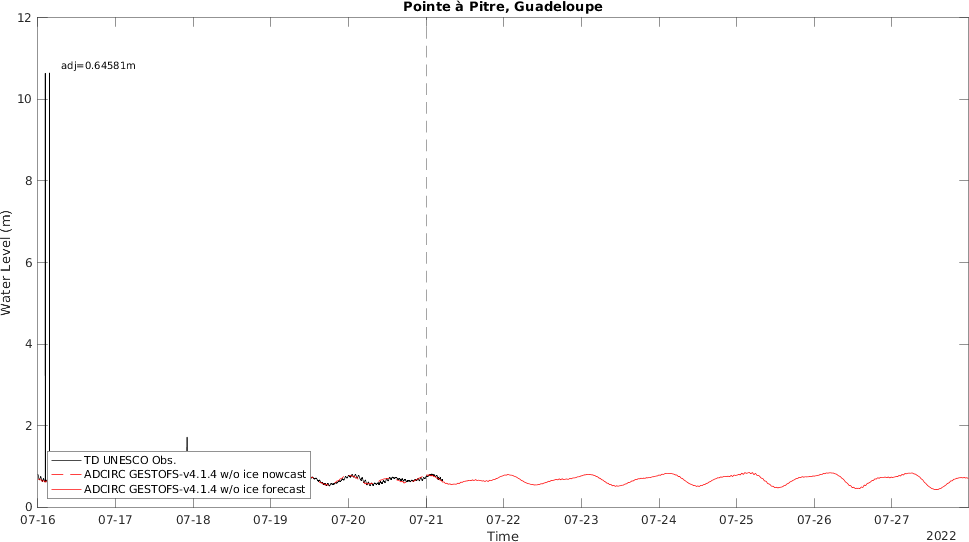 Pointe à Pitre, Guadeloupe
12
adj=0.64581m
10
8
6
4
2
0
Water Level (m)
TD UNESCO Obs.
ADCIRC GESTOFS-v4.1.4 w/o ice nowcast
ADCIRC GESTOFS-v4.1.4 w/o ice forecast
07-16 07-17 07-18 07-19 07-20 07-21 07-22 07-23 07-24 07-25 07-26 07-27
Time
2022